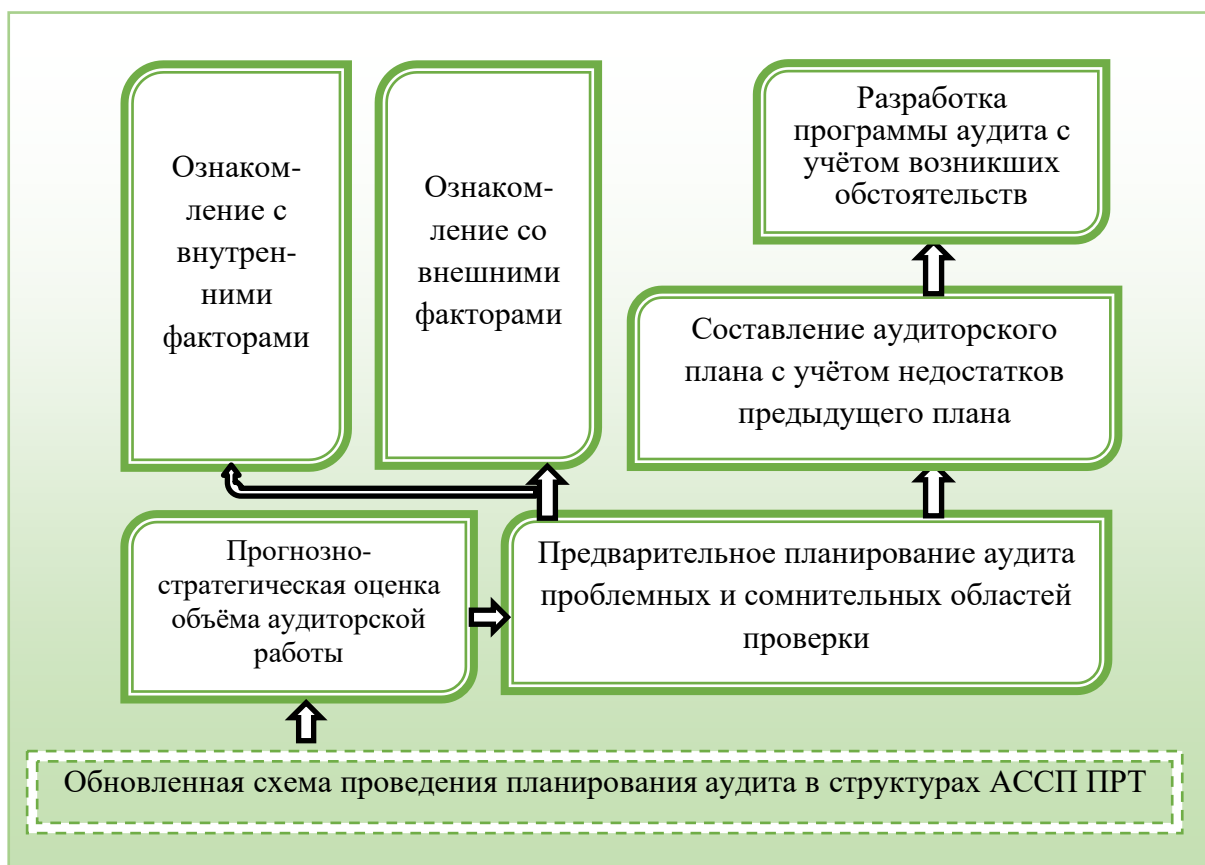 Ознаком-
ление с
внутрен-
ними
факторами
Ознаком-
ление со
внешними
факторами
Разработка
программы аудита с
учётом возникших
обстоятельств
Составление аудиторского
плана с учётом недостатков
предыдущего плана
Прогнозно-
стратегическая оценка
объёма аудиторской
работы
Предварительное планирование аудита
проблемных и сомнительных областей
проверки
Обновленная схема проведения планирования аудита в структурах АССП ПРТ